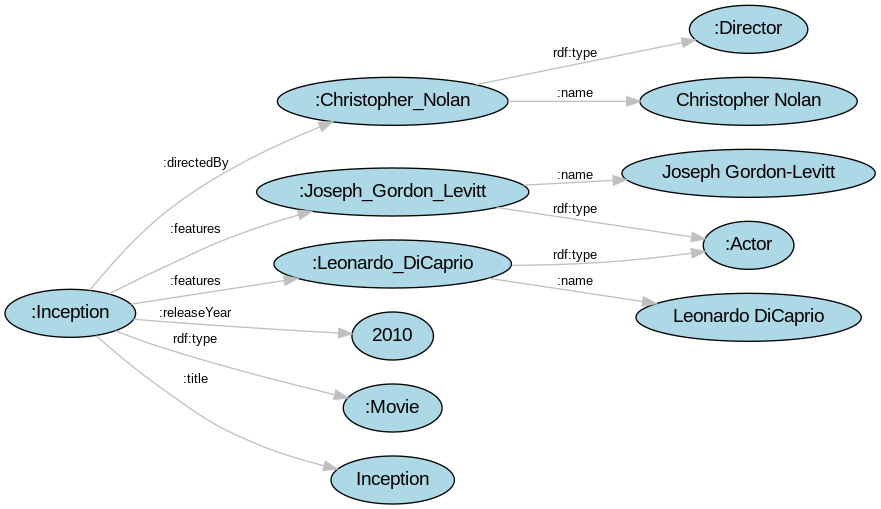 :Director
rdf:type
:Christopher_Nolan
:name
Christopher Nolan
:directedBy
:name
Joseph Gordon-Levitt
:Joseph_Gordon_Levitt
rdf:type
:features
:Actor
:Leonardo_DiCaprio
rdf:type
:features
:name
:Inception
:releaseYear
Leonardo DiCaprio
2010
rdf:type
:title
:Movie
Inception